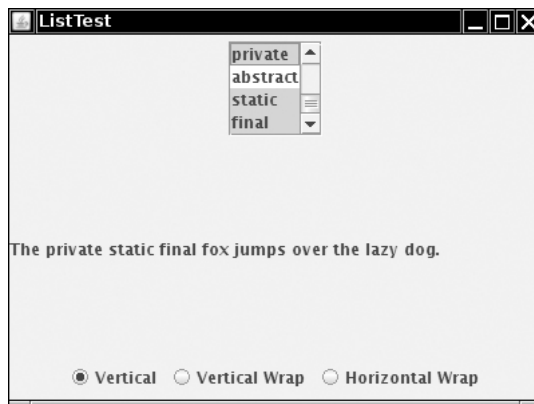 ListTest
private
abstract
static
final
The private static final fox jumps over the lazy dog.
Vertical Vertical Wrap Horizontal Wrap